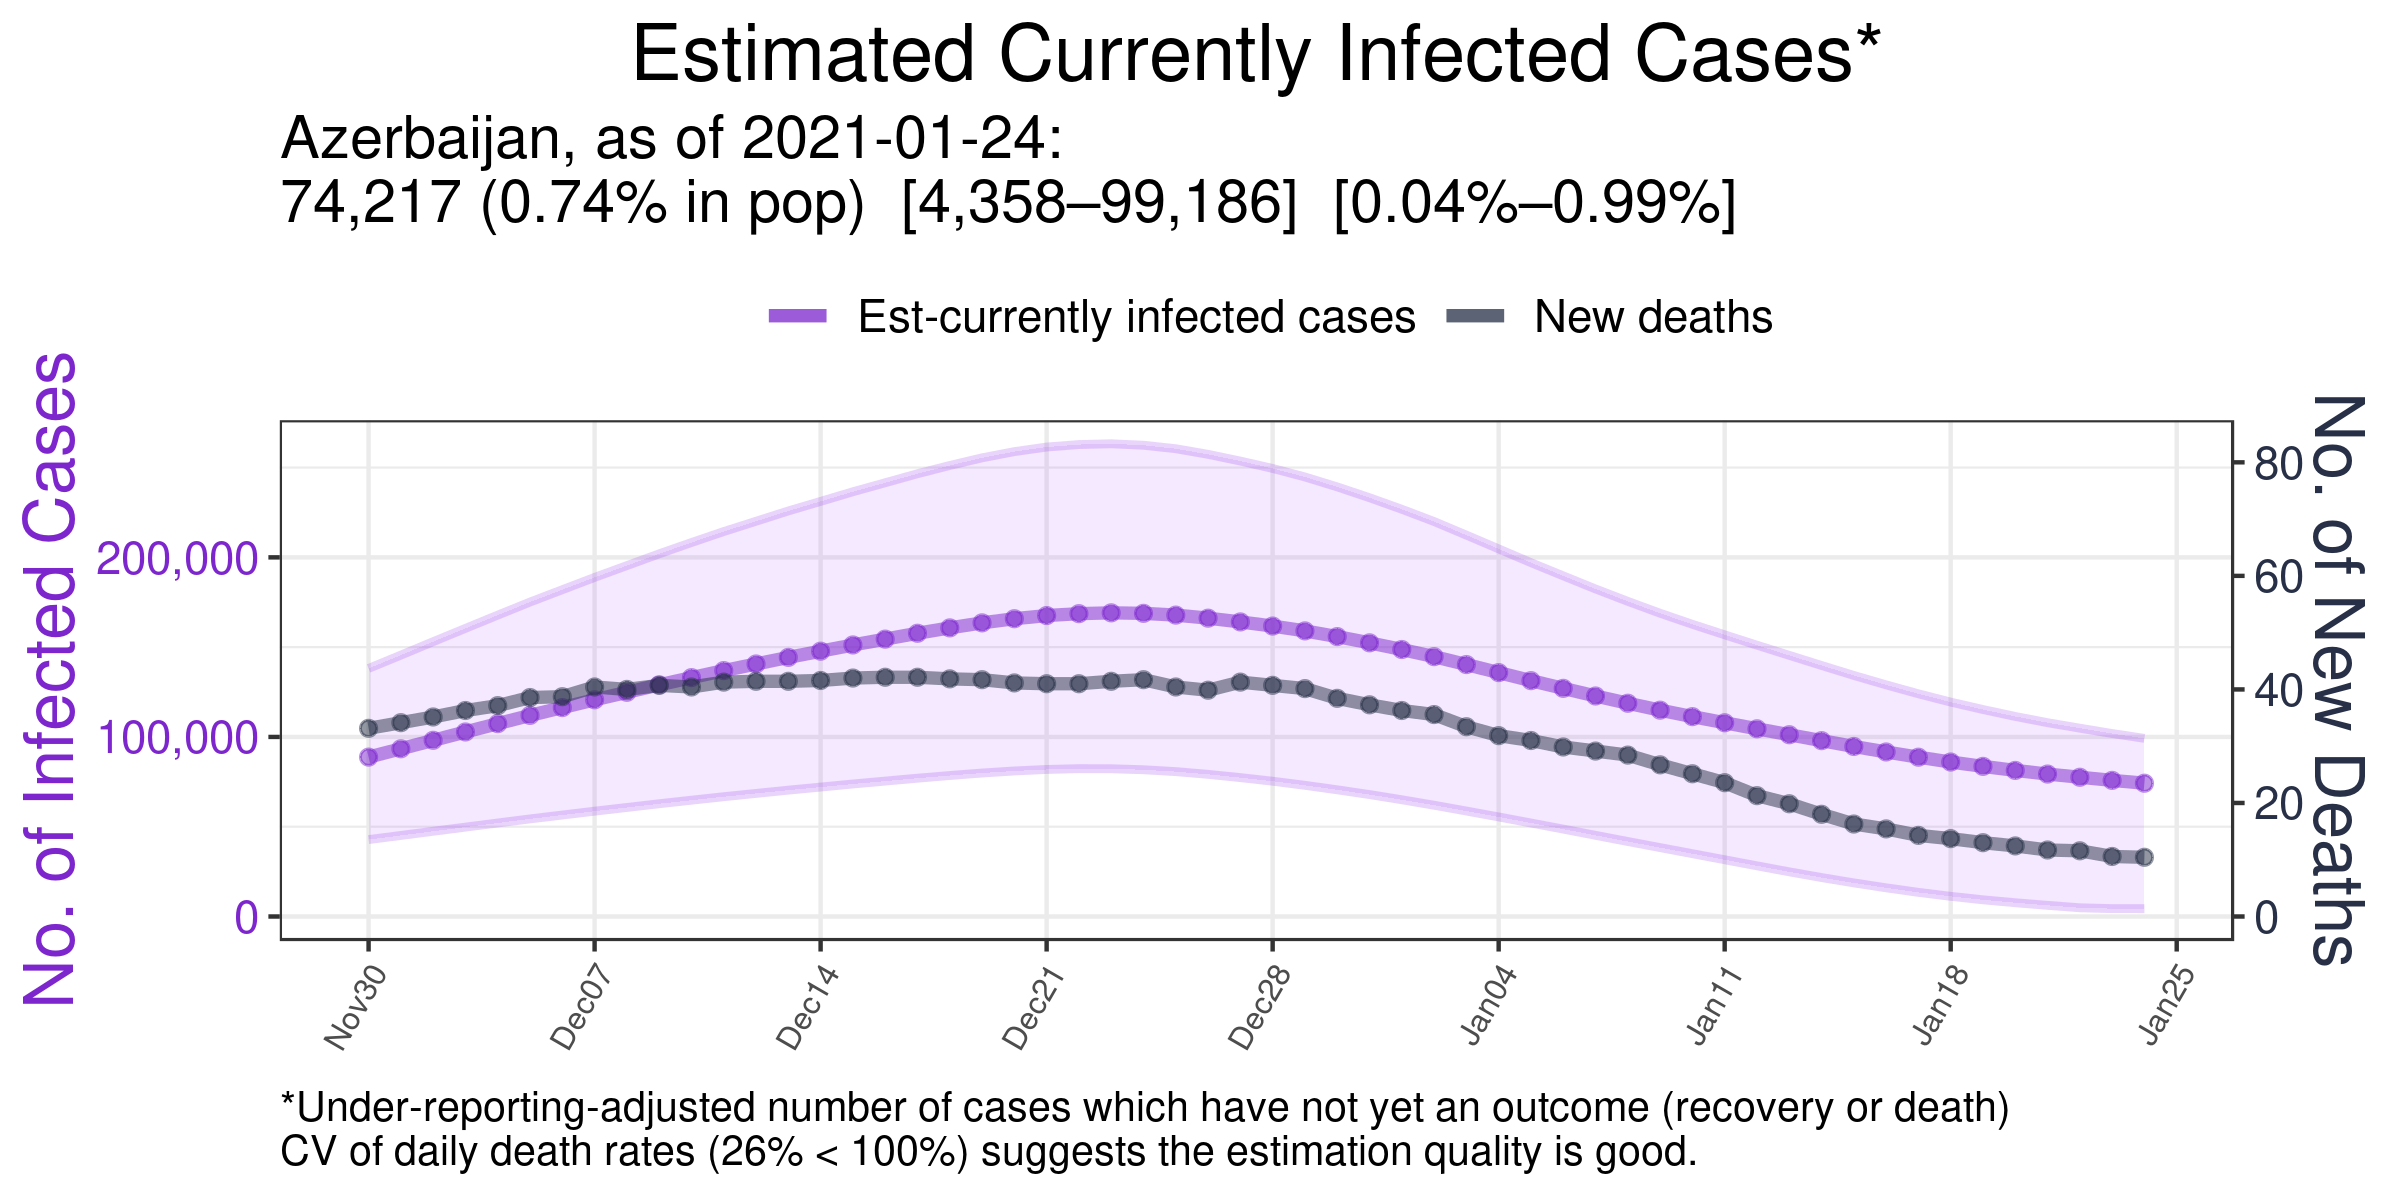 Estimated Currently Infected Cases*
Azerbaijan, as of 2021-01-24:
74,217 (0.74% in pop)  [4,358–99,186]  [0.04%–0.99%]
Est-currently infected cases
New deaths
No. of Infected Cases
200,000
100,000
0
80
60
40
20
0
No. of New Deaths
Nov30
Dec07
Dec14
Dec21
Dec28
Jan04
Jan11
Jan18
Jan25
*Under-reporting-adjusted number of cases which have not yet an outcome (recovery or death)
CV of daily death rates (26% < 100%) suggests the estimation quality is good.